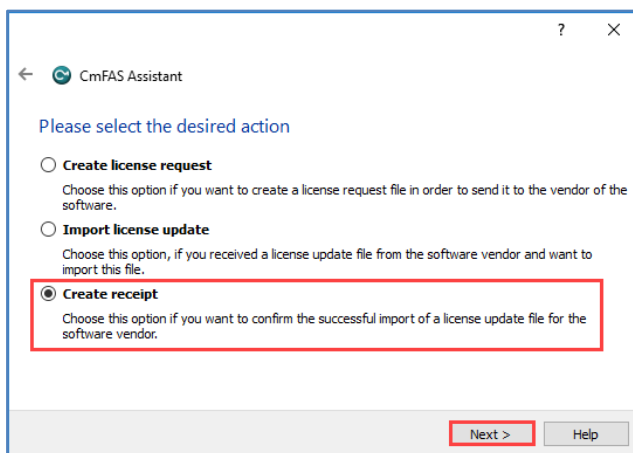 ?
CmFAS Assistant
Please select the desired action
Create license request
Choose this option if you want to create a license request file in order to send it to the vendor of the
software.
Import license update
Choose this option, if you received a license update file from the software vendor and want to
import this file.
Create receipt
Choose this option if you want to confirm the successful import of a license update file for the
software vendor.
Next > Help